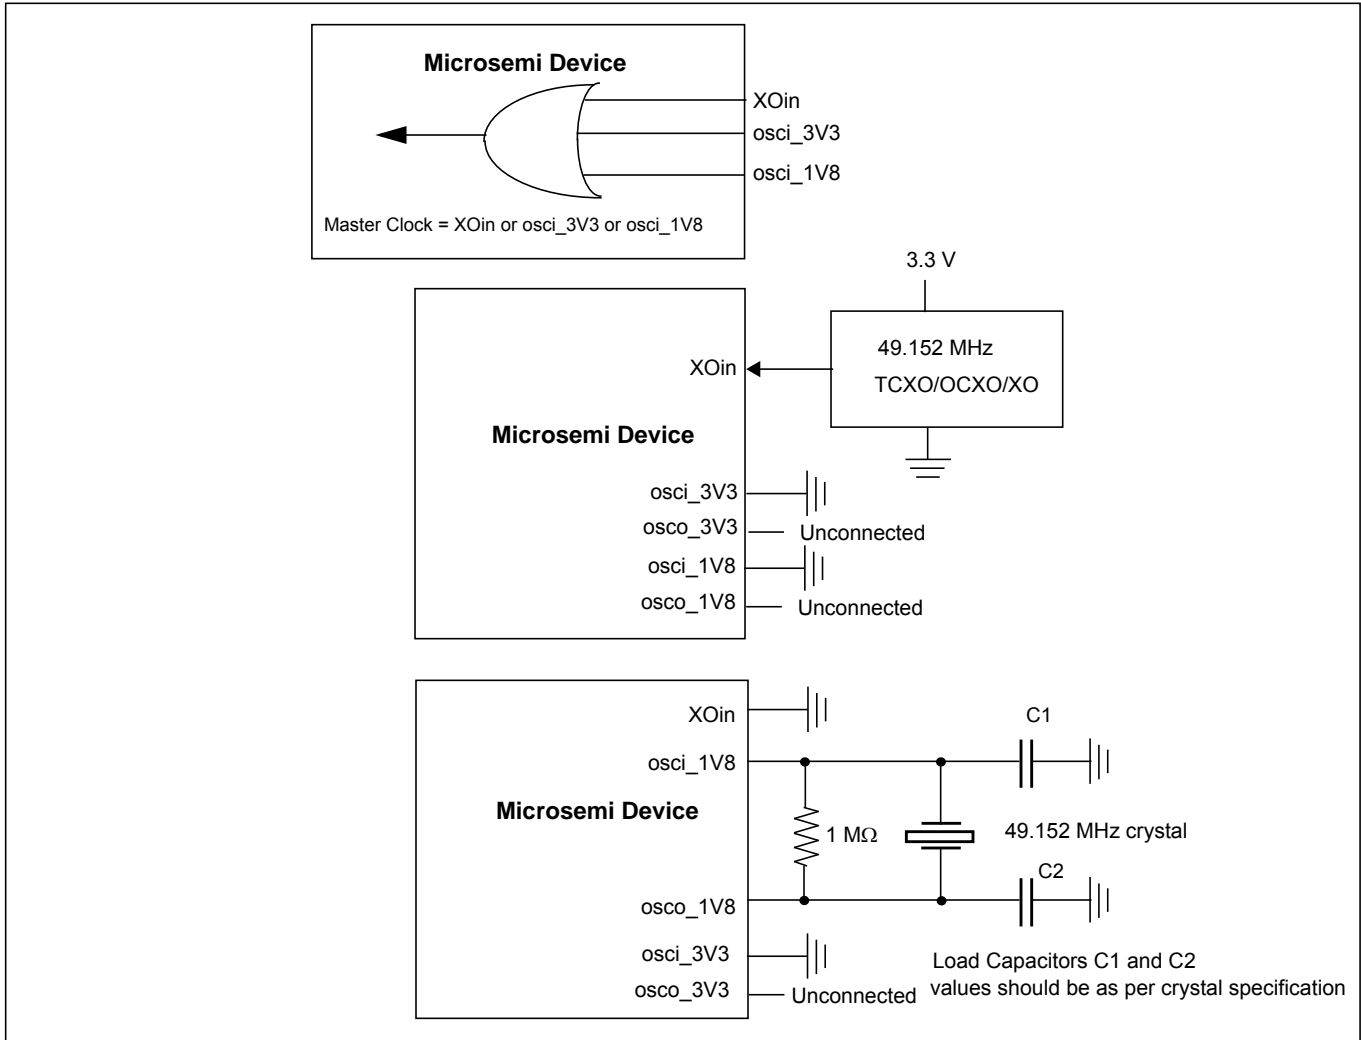 Microsemi Device
XOin
osci_3V3
osci_1V8
Master Clock = XOin or osci_3V3 or osci_1V8
3.3 V
49.152 MHz
TCXO/OCXO/XO
XOin
Microsemi Device
osci_3V3
osco_3V3
Unconnected
osci_1V8
osco_1V8
Unconnected
XOin
C1
osci_1V8
Microsemi Device
1 MΩ
49.152 MHz crystal
C2
osco_1V8
osci_3V3
osco_3V3
Unconnected
Load Capacitors C1 and C2
values should be as per crystal specification